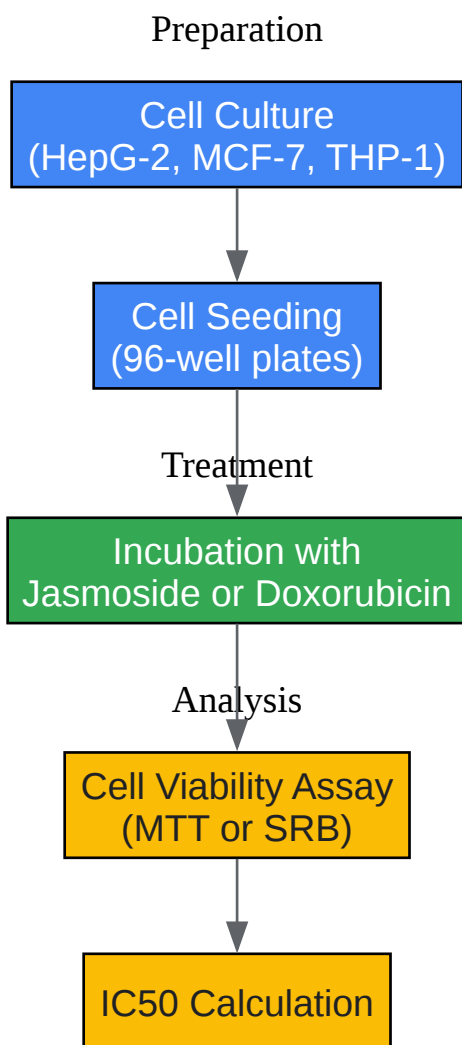 Preparation
Cell Culture
(HepG-2, MCF-7, THP-1)
Cell Seeding
(96-well plates)
Treatment
Incubation with
Jasmoside or Doxorubicin
Analysis
Cell Viability Assay
(MTT or SRB)
IC50 Calculation